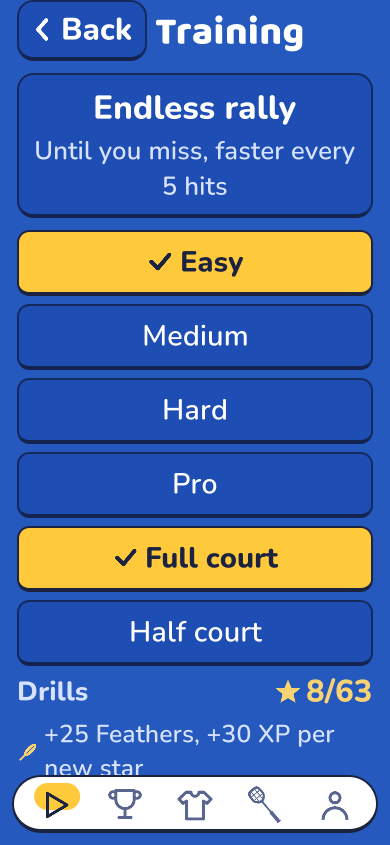 Back
Training
Endless rally
Until you miss, faster every
5 hits
Easy
Medium
Hard
Pro
Full court
Half court
Drills
8/63
+25 Feathers, +30 XP per
new star